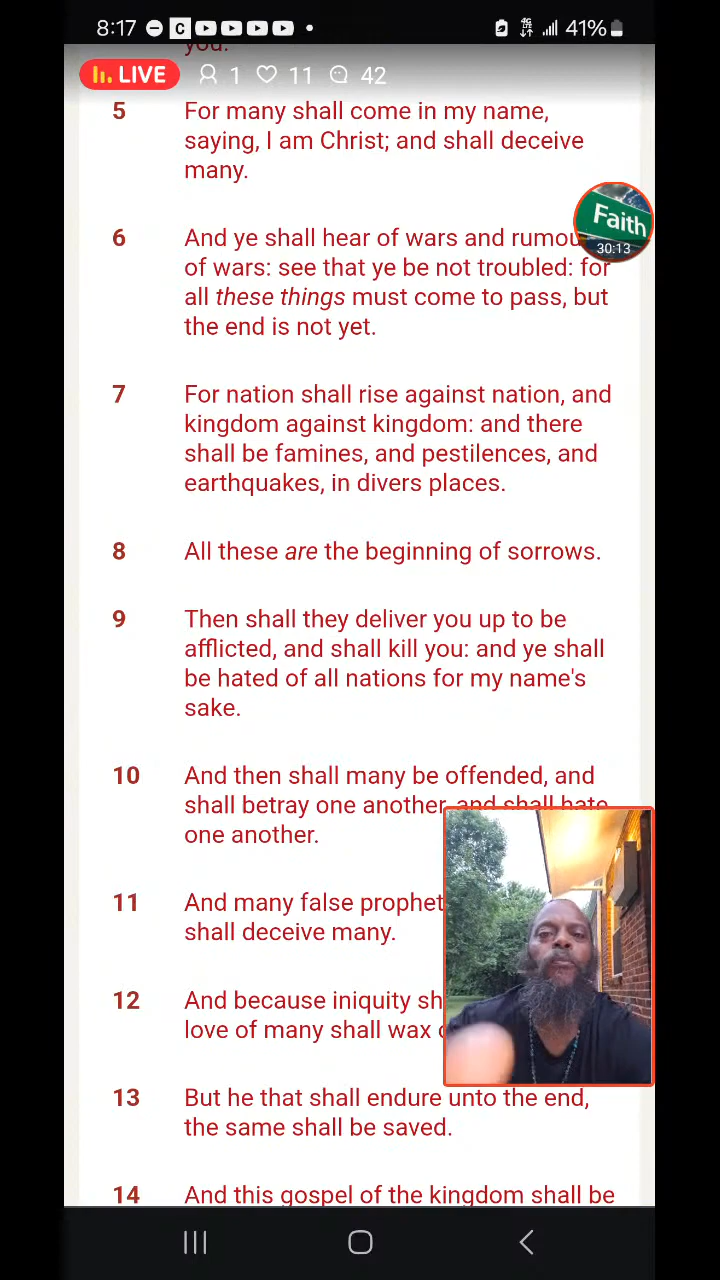 8:17 C 4G 41%
you.
LIVE 1 11 42
5 For many shall come in my name,
saying, I am Christ; and shall deceive
many.
Faith
30:13
6 And ye shall hear of wars and rumou
of wars: see that ye be not troubled: for
all these things must come to pass, but
the end is not yet.
7 For nation shall rise against nation, and
kingdom against kingdom: and there
shall be famines, and pestilences, and
earthquakes, in divers places.
8 All these are the beginning of sorrows.
9 Then shall they deliver you up to be
afflicted, and shall kill you: and ye shall
be hated of all nations for my name's
sake.
10 And then shall many be offended, and
shall betray one another, and shall hate
one another.
11 And many false prophet
shall deceive many.
12 And because iniquity sh
love of many shall wax
13 But he that shall endure unto the end,
the same shall be saved.
14 And this gospel of the kingdom shall be